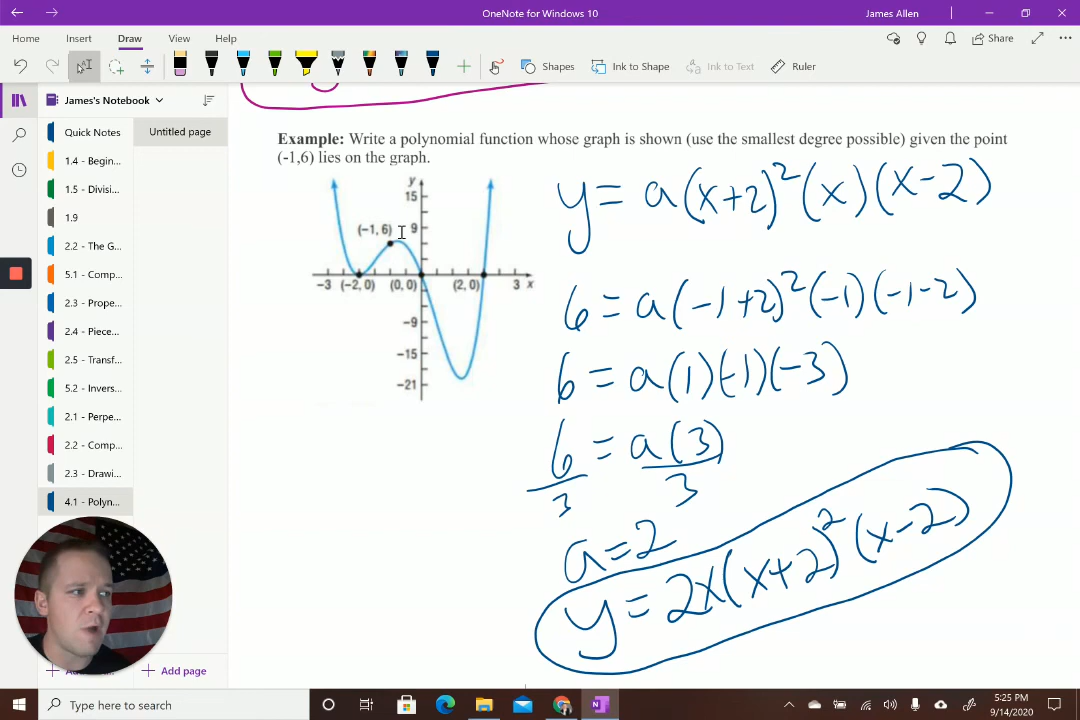 OneNote for Windows 10
James Allen
Home Insert Draw View Help
Share
Shapes Ink to Shape Ink to Text Ruler
James's Notebook
Quick Notes
1.4 - Begin...
1.5 - Divisi...
1.9
2.2 - The G...
5.1 - Comp...
2.3 - Prope...
2.4 - Piece...
2.5 - Transf...
5.2 - Invers...
2.1 - Perpe...
2.2 - Comp...
2.3 - Drawi...
4.1 - Polyn...
Untitled page
Add page
Example: Write a polynomial function whose graph is shown (use the smallest degree possible) given the point
(-1,6) lies on the graph.
y
15
(−1, 6) 9
−3 (−2, 0) (0, 0) (2, 0) 3 x
−9
−15
−21
y = a(x+2)²(x)(x-2)
6 = a(-1+2)²(-1)(-1-2)
6 = a(1)(-1)(-3)
6/3 = a(3)/3
a=2
y = 2x(x+2)²(x-2)
Type here to search
5:25 PM
9/14/2020